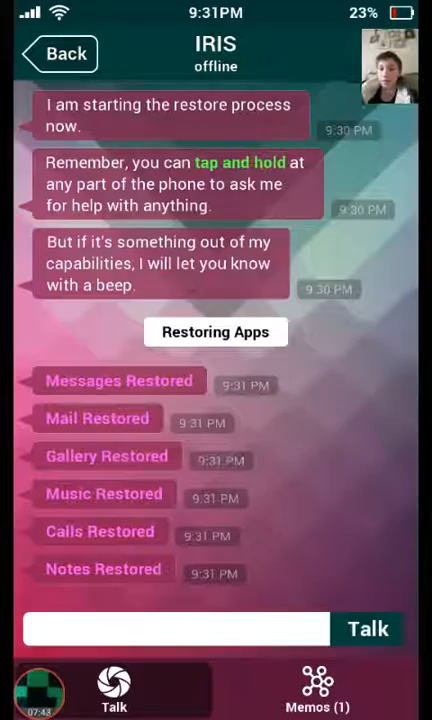 9:31PM
23%
Back
IRIS
offline
I am starting the restore process
now.
9:30 PM
Remember, you can tap and hold at
any part of the phone to ask me
for help with anything.
9:30 PM
But if it's something out of my
capabilities, I will let you know
with a beep.
9:30 PM
Restoring Apps
Messages Restored
9:31 PM
Mail Restored
9:31 PM
Gallery Restored
9:31 PM
Music Restored
9:31 PM
Calls Restored
9:31 PM
Notes Restored
9:31 PM
Talk
07:43
Talk
Memos (1)